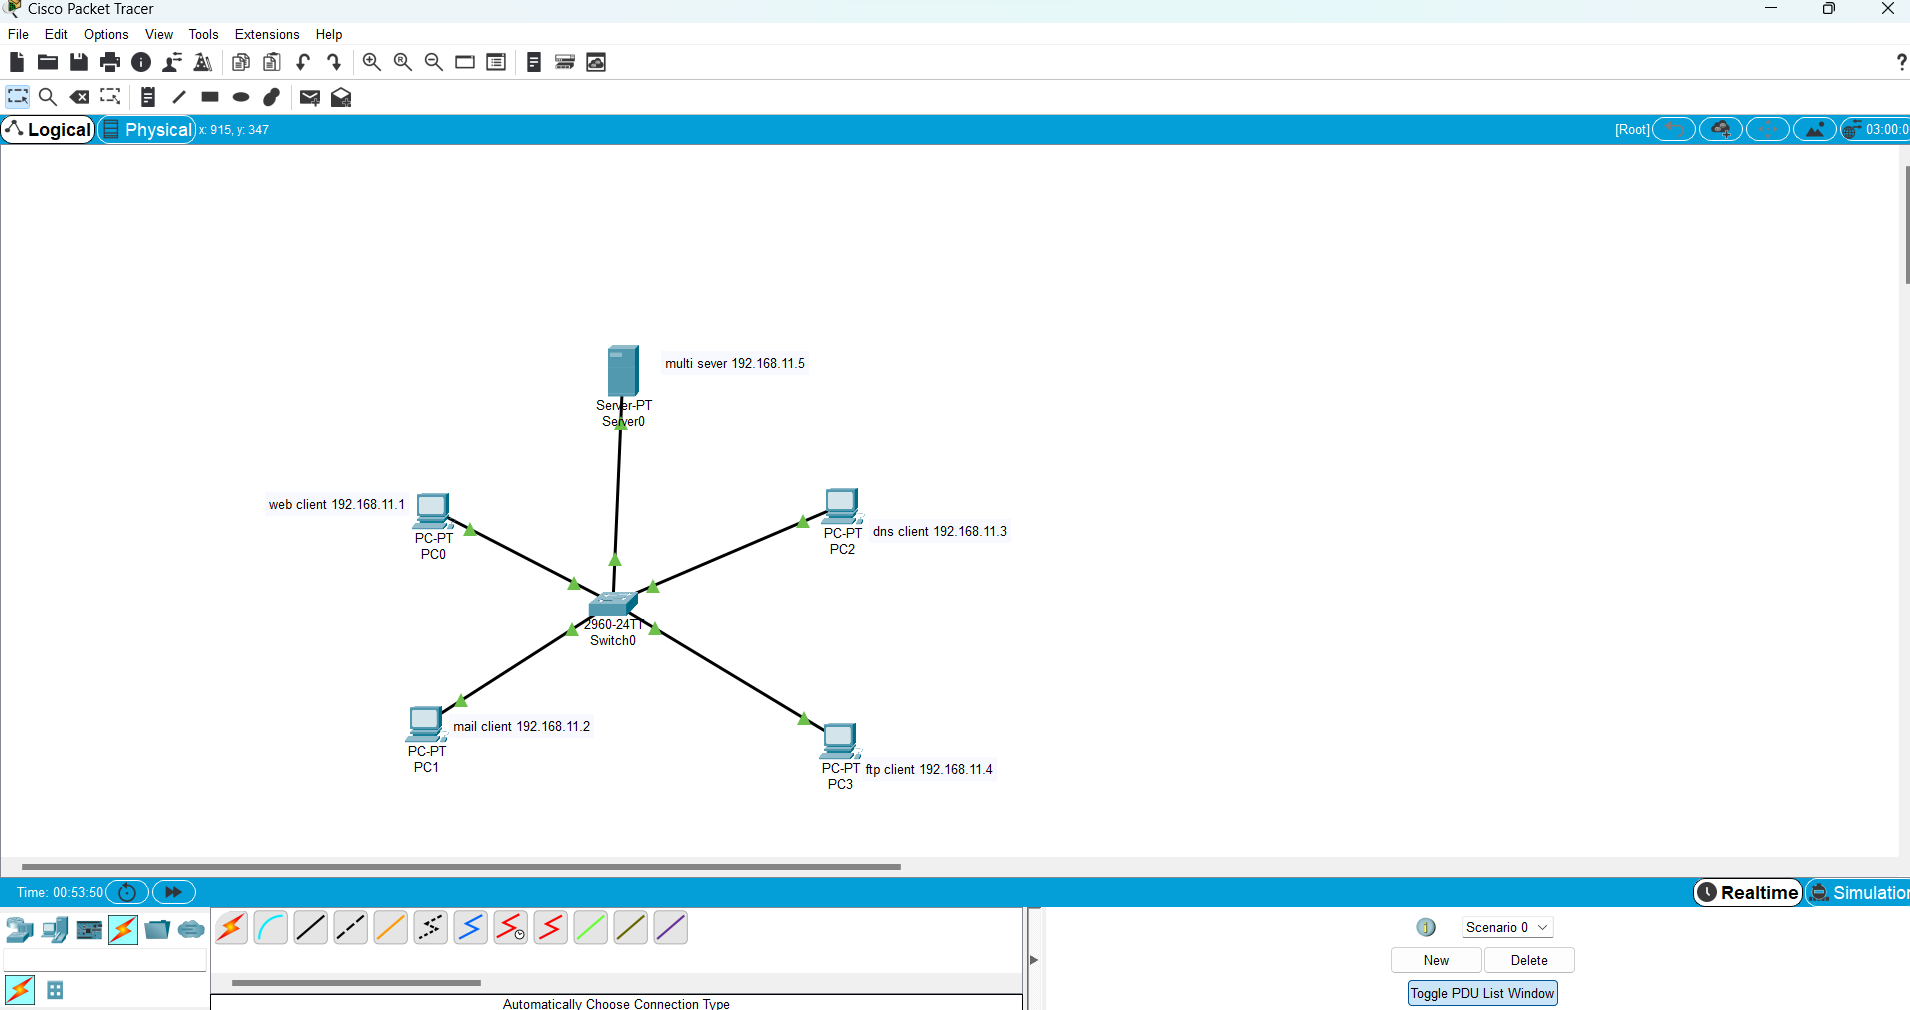 Cisco Packet Tracer
File Edit Options View Tools Extensions Help
?
Logical Physical x: 915, y: 347 [Root] 03:00:0
multi sever 192.168.11.5
Server-PT
Server0
web client 192.168.11.1
PC-PT
PC0
PC-PT
PC2
dns client 192.168.11.3
2960-24TT
Switch0
mail client 192.168.11.2
PC-PT
PC1
PC-PT
PC3
ftp client 192.168.11.4
Time: 00:53:50 Realtime Simulation
Scenario 0
New Delete
Toggle PDU List Window
Automatically Choose Connection Type